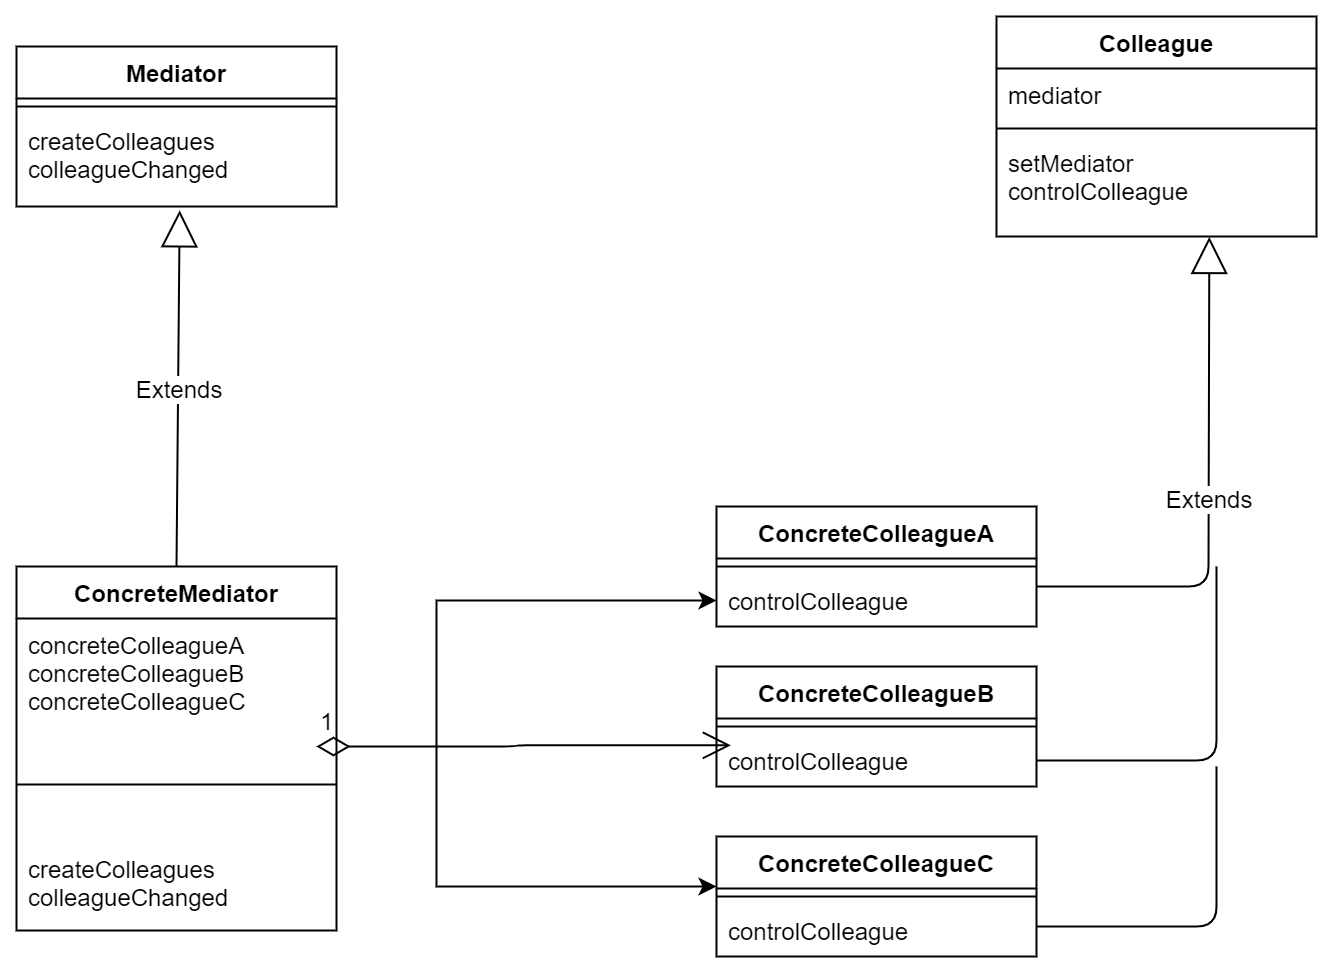 Mediator
createColleagues
colleagueChanged
Colleague
mediator
setMediator
controlColleague
Extends
Extends
ConcreteMediator
concreteColleagueA
concreteColleagueB
concreteColleagueC
1
createColleagues
colleagueChanged
ConcreteColleagueA
controlColleague
ConcreteColleagueB
controlColleague
ConcreteColleagueC
controlColleague